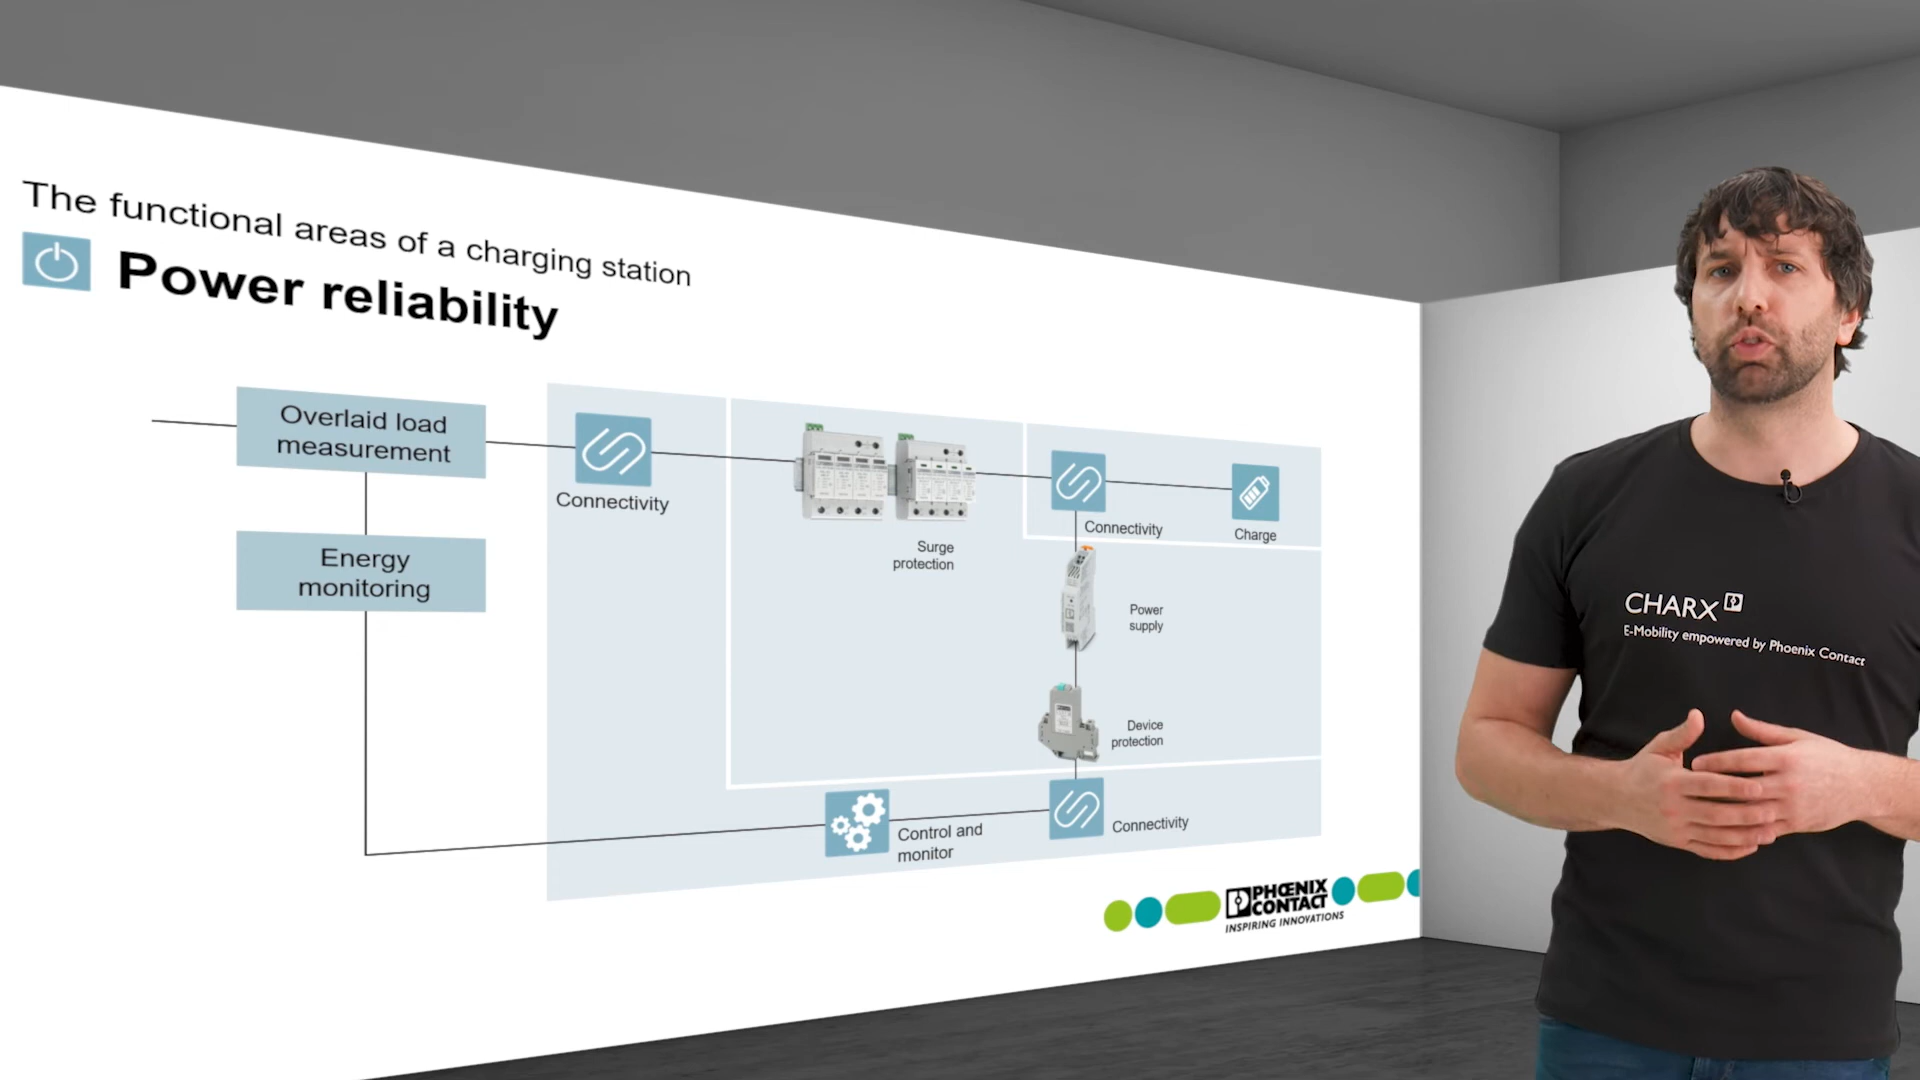 The functional areas of a charging station
Power reliability
Overlaid load
measurement
Energy
monitoring
Connectivity
Surge
protection
Connectivity
Charge
Power
supply
Device
protection
Control and
monitor
Connectivity
PHŒNIX
CONTACT
INSPIRING INNOVATIONS
CHARX
E-Mobility empowered by Phoenix Contact